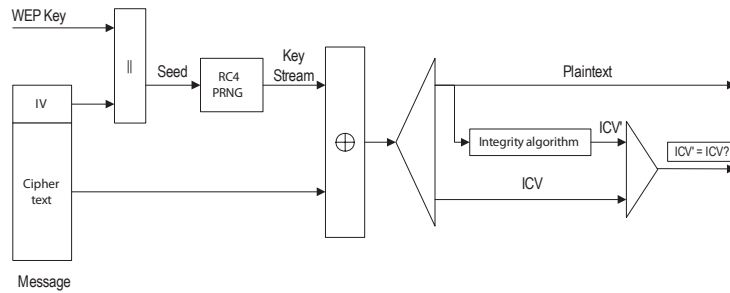 WEP Key
IV
Cipher
text
Message
||
Seed
RC4
PRNG
Key
Stream
⊕
Plaintext
Integrity algorithm
ICV'
ICV
ICV' = ICV?